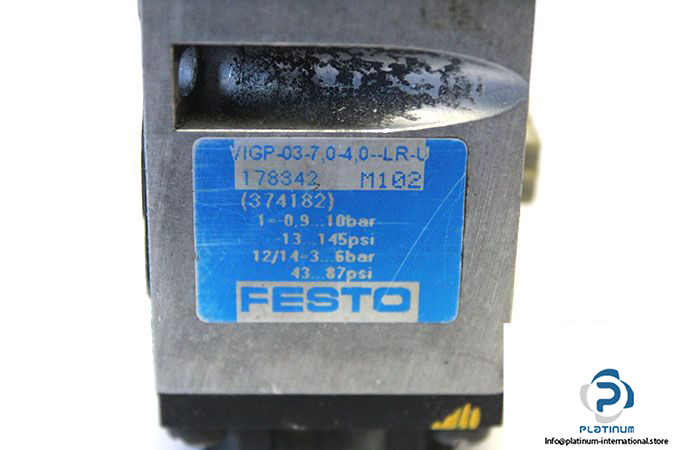 VIGP-03-7,0-4,0--LR-U
178342 M102
(374182)
1=-0,9...10bar
-13...145psi
12/14=3...6bar
43...87psi
FESTO
PLATINUM
Info@platinum-international.store